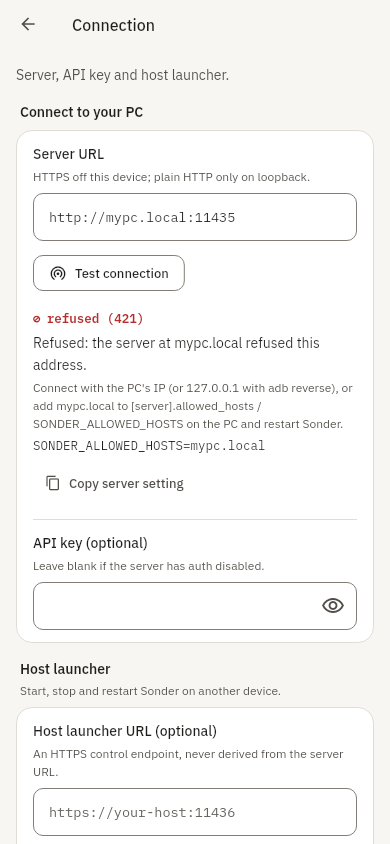 Connection
Server, API key and host launcher.
Connect to your PC
Server URL
HTTPS off this device; plain HTTP only on loopback.
http://mypc.local:11435
Test connection
⊘ refused (421)
Refused: the server at mypc.local refused this
address.
Connect with the PC's IP (or 127.0.0.1 with adb reverse), or
add mypc.local to [server].allowed_hosts /
SONDER_ALLOWED_HOSTS on the PC and restart Sonder.
SONDER_ALLOWED_HOSTS=mypc.local
Copy server setting
API key (optional)
Leave blank if the server has auth disabled.
Host launcher
Start, stop and restart Sonder on another device.
Host launcher URL (optional)
An HTTPS control endpoint, never derived from the server
URL.
https://your-host:11436